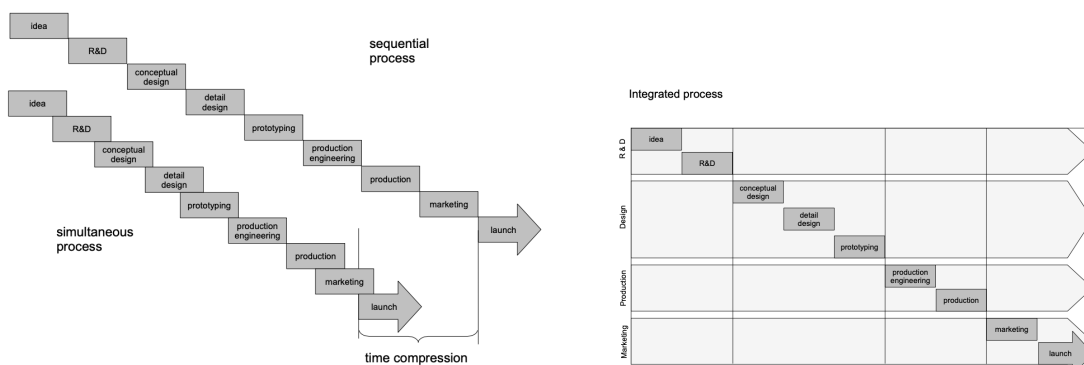 idea
R&D
conceptual
design
detail
design
prototyping
production
engineering
production
marketing
launch
sequential
process
idea
R&D
conceptual
design
detail
design
prototyping
production
engineering
production
marketing
launch
simultaneous
process
time compression
Integrated process
R & D
idea
R&D
Design
conceptual
design
detail
design
prototyping
Production
production
engineering
production
Marketing
marketing
launch